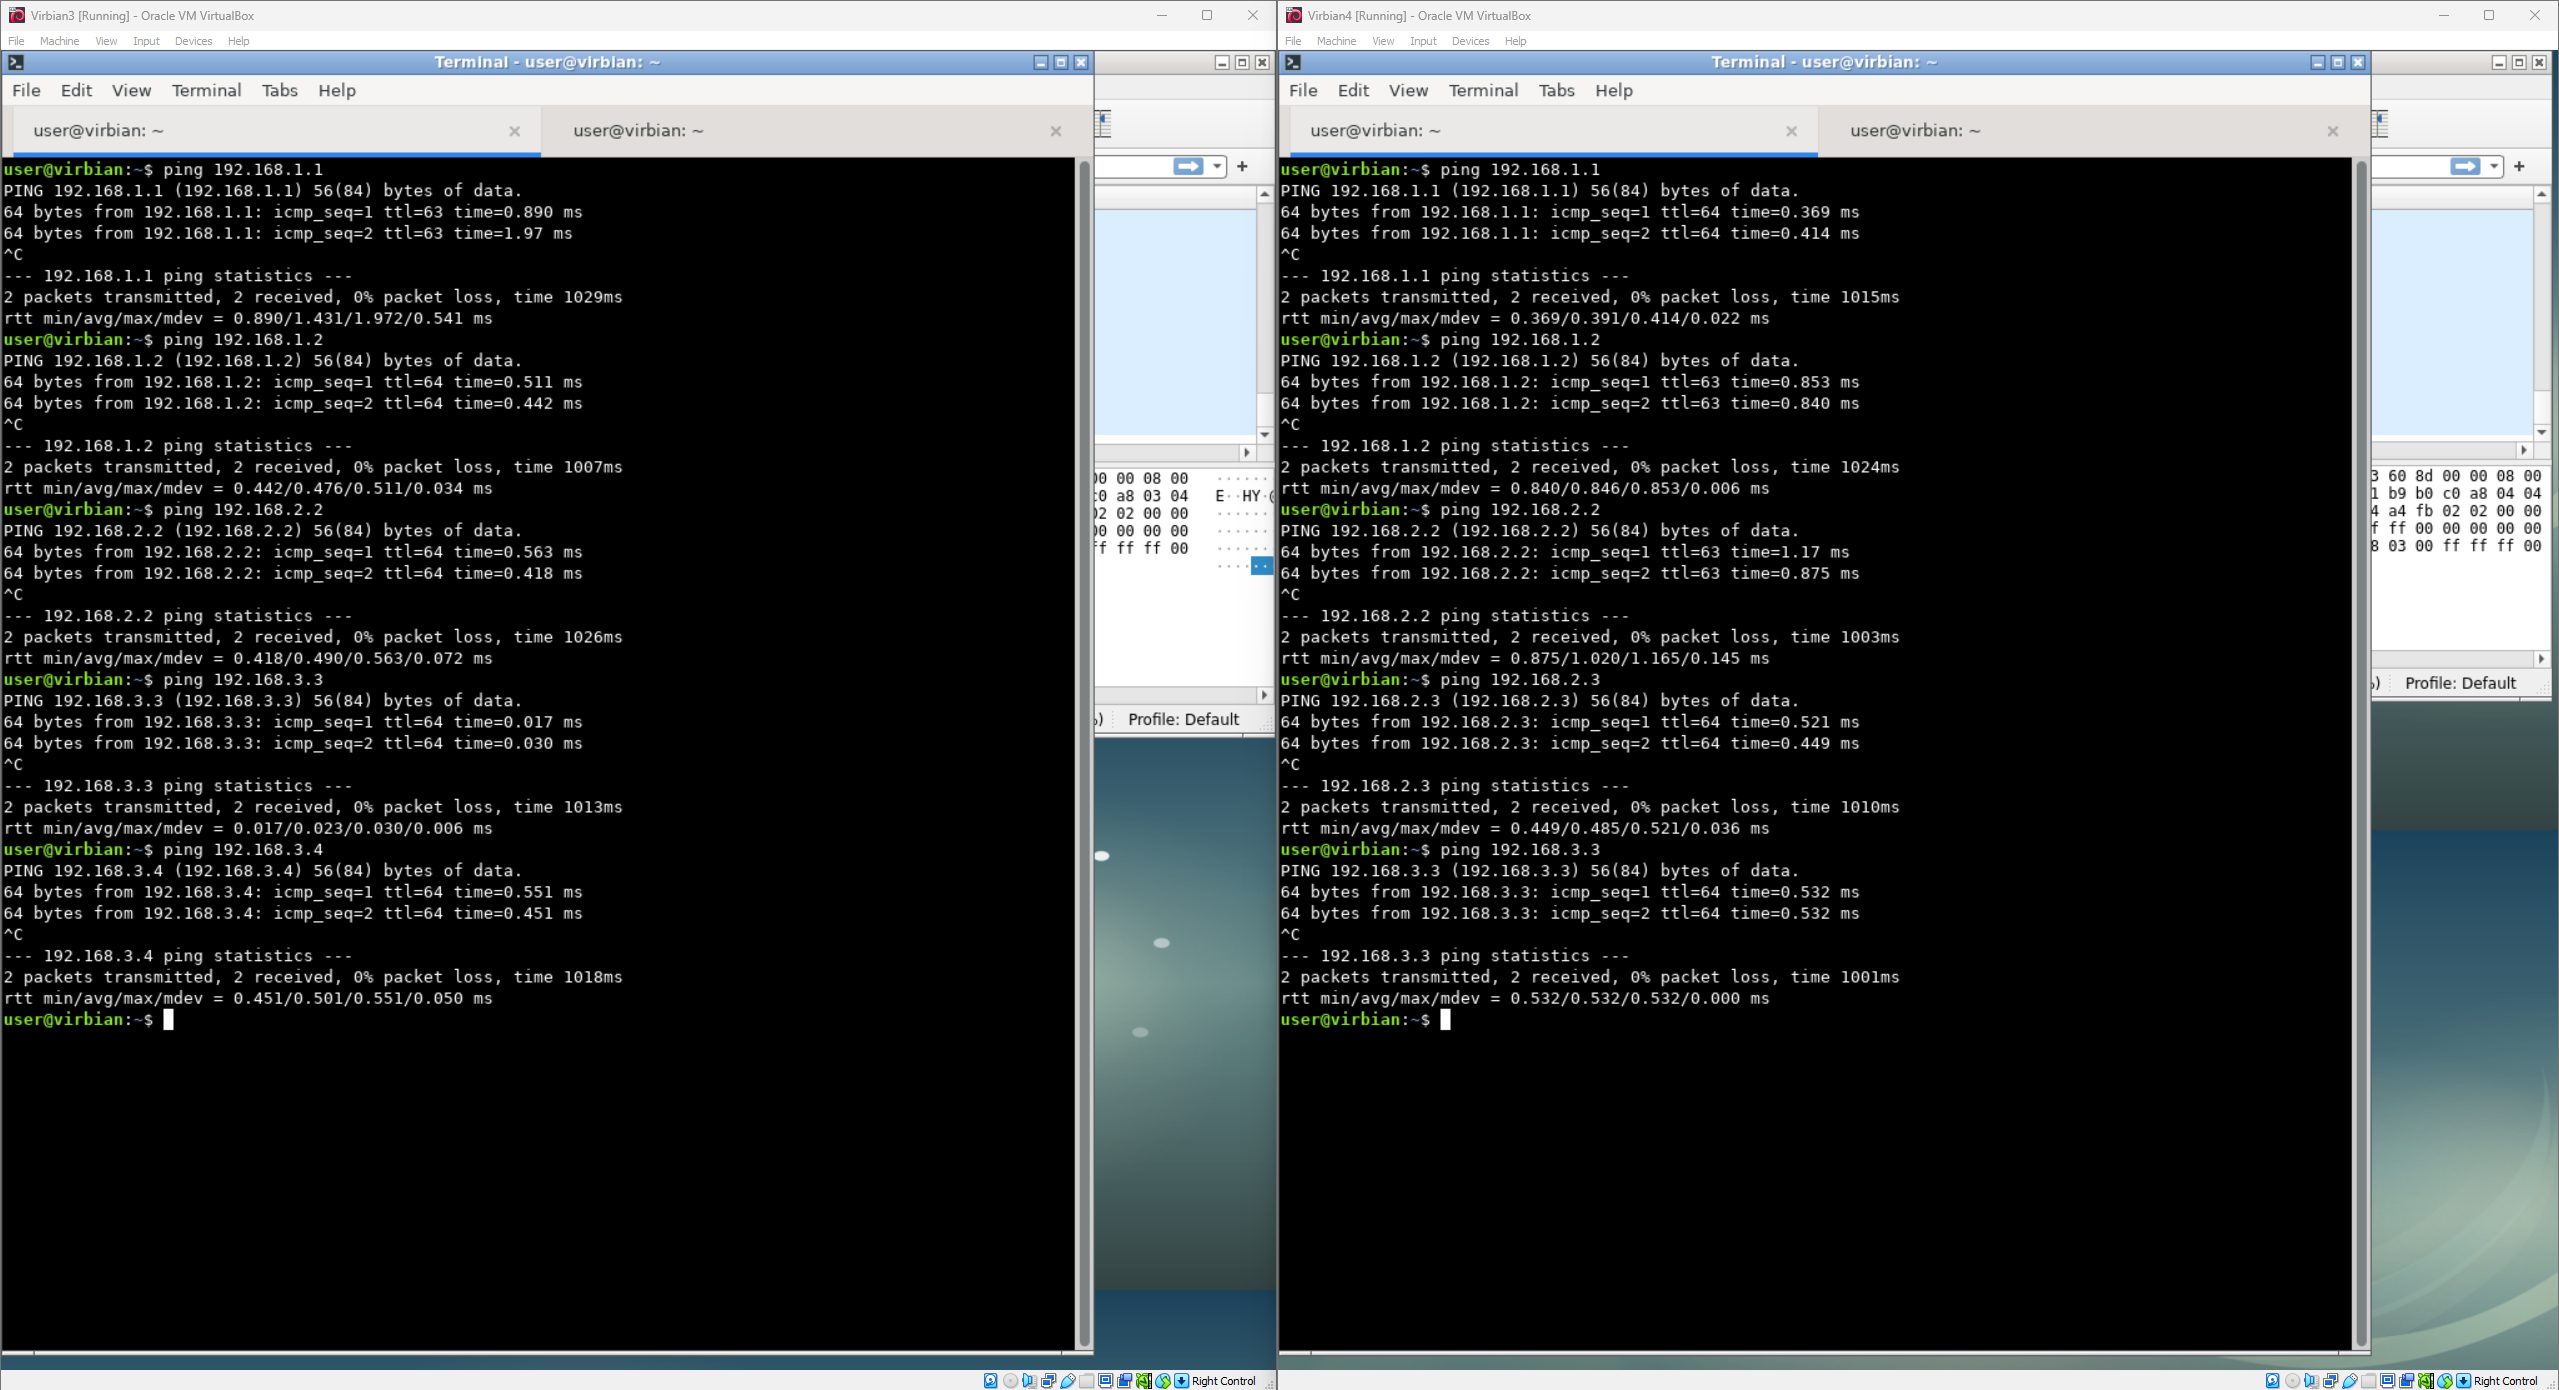 Virbian3 [Running] - Oracle VM VirtualBox
File Machine View Input Devices Help
Terminal - user@virbian: ~
File Edit View Terminal Tabs Help
user@virbian: ~ user@virbian: ~
user@virbian:~$ ping 192.168.1.1
PING 192.168.1.1 (192.168.1.1) 56(84) bytes of data.
64 bytes from 192.168.1.1: icmp_seq=1 ttl=63 time=0.890 ms
64 bytes from 192.168.1.1: icmp_seq=2 ttl=63 time=1.97 ms
^C
--- 192.168.1.1 ping statistics ---
2 packets transmitted, 2 received, 0% packet loss, time 1029ms
rtt min/avg/max/mdev = 0.890/1.431/1.972/0.541 ms
user@virbian:~$ ping 192.168.1.2
PING 192.168.1.2 (192.168.1.2) 56(84) bytes of data.
64 bytes from 192.168.1.2: icmp_seq=1 ttl=64 time=0.511 ms
64 bytes from 192.168.1.2: icmp_seq=2 ttl=64 time=0.442 ms
^C
--- 192.168.1.2 ping statistics ---
2 packets transmitted, 2 received, 0% packet loss, time 1007ms
rtt min/avg/max/mdev = 0.442/0.476/0.511/0.034 ms
user@virbian:~$ ping 192.168.2.2
PING 192.168.2.2 (192.168.2.2) 56(84) bytes of data.
64 bytes from 192.168.2.2: icmp_seq=1 ttl=64 time=0.563 ms
64 bytes from 192.168.2.2: icmp_seq=2 ttl=64 time=0.418 ms
^C
--- 192.168.2.2 ping statistics ---
2 packets transmitted, 2 received, 0% packet loss, time 1026ms
rtt min/avg/max/mdev = 0.418/0.490/0.563/0.072 ms
user@virbian:~$ ping 192.168.3.3
PING 192.168.3.3 (192.168.3.3) 56(84) bytes of data.
64 bytes from 192.168.3.3: icmp_seq=1 ttl=64 time=0.017 ms
64 bytes from 192.168.3.3: icmp_seq=2 ttl=64 time=0.030 ms
^C
--- 192.168.3.3 ping statistics ---
2 packets transmitted, 2 received, 0% packet loss, time 1013ms
rtt min/avg/max/mdev = 0.017/0.023/0.030/0.006 ms
user@virbian:~$ ping 192.168.3.4
PING 192.168.3.4 (192.168.3.4) 56(84) bytes of data.
64 bytes from 192.168.3.4: icmp_seq=1 ttl=64 time=0.551 ms
64 bytes from 192.168.3.4: icmp_seq=2 ttl=64 time=0.451 ms
^C
--- 192.168.3.4 ping statistics ---
2 packets transmitted, 2 received, 0% packet loss, time 1018ms
rtt min/avg/max/mdev = 0.451/0.501/0.551/0.050 ms
user@virbian:~$
00 00 08 00
c0 a8 03 04 E··HY·
02 02 00 00
00 00 00 00
ff ff ff 00
Profile: Default
Right Control
Virbian4 [Running] - Oracle VM VirtualBox
File Machine View Input Devices Help
Terminal - user@virbian: ~
File Edit View Terminal Tabs Help
user@virbian: ~ user@virbian: ~
user@virbian:~$ ping 192.168.1.1
PING 192.168.1.1 (192.168.1.1) 56(84) bytes of data.
64 bytes from 192.168.1.1: icmp_seq=1 ttl=64 time=0.369 ms
64 bytes from 192.168.1.1: icmp_seq=2 ttl=64 time=0.414 ms
^C
--- 192.168.1.1 ping statistics ---
2 packets transmitted, 2 received, 0% packet loss, time 1015ms
rtt min/avg/max/mdev = 0.369/0.391/0.414/0.022 ms
user@virbian:~$ ping 192.168.1.2
PING 192.168.1.2 (192.168.1.2) 56(84) bytes of data.
64 bytes from 192.168.1.2: icmp_seq=1 ttl=63 time=0.853 ms
64 bytes from 192.168.1.2: icmp_seq=2 ttl=63 time=0.840 ms
^C
--- 192.168.1.2 ping statistics ---
2 packets transmitted, 2 received, 0% packet loss, time 1024ms
rtt min/avg/max/mdev = 0.840/0.846/0.853/0.006 ms
user@virbian:~$ ping 192.168.2.2
PING 192.168.2.2 (192.168.2.2) 56(84) bytes of data.
64 bytes from 192.168.2.2: icmp_seq=1 ttl=63 time=1.17 ms
64 bytes from 192.168.2.2: icmp_seq=2 ttl=63 time=0.875 ms
^C
--- 192.168.2.2 ping statistics ---
2 packets transmitted, 2 received, 0% packet loss, time 1003ms
rtt min/avg/max/mdev = 0.875/1.020/1.165/0.145 ms
user@virbian:~$ ping 192.168.2.3
PING 192.168.2.3 (192.168.2.3) 56(84) bytes of data.
64 bytes from 192.168.2.3: icmp_seq=1 ttl=64 time=0.521 ms
64 bytes from 192.168.2.3: icmp_seq=2 ttl=64 time=0.449 ms
^C
--- 192.168.2.3 ping statistics ---
2 packets transmitted, 2 received, 0% packet loss, time 1010ms
rtt min/avg/max/mdev = 0.449/0.485/0.521/0.036 ms
user@virbian:~$ ping 192.168.3.3
PING 192.168.3.3 (192.168.3.3) 56(84) bytes of data.
64 bytes from 192.168.3.3: icmp_seq=1 ttl=64 time=0.532 ms
64 bytes from 192.168.3.3: icmp_seq=2 ttl=64 time=0.532 ms
^C
--- 192.168.3.3 ping statistics ---
2 packets transmitted, 2 received, 0% packet loss, time 1001ms
rtt min/avg/max/mdev = 0.532/0.532/0.532/0.000 ms
user@virbian:~$
3 60 8d 00 00 08 00
1 b9 b0 c0 a8 04 04
4 a4 fb 02 02 00 00
f ff 00 00 00 00 00
8 03 00 ff ff ff 00
Profile: Default
Right Control